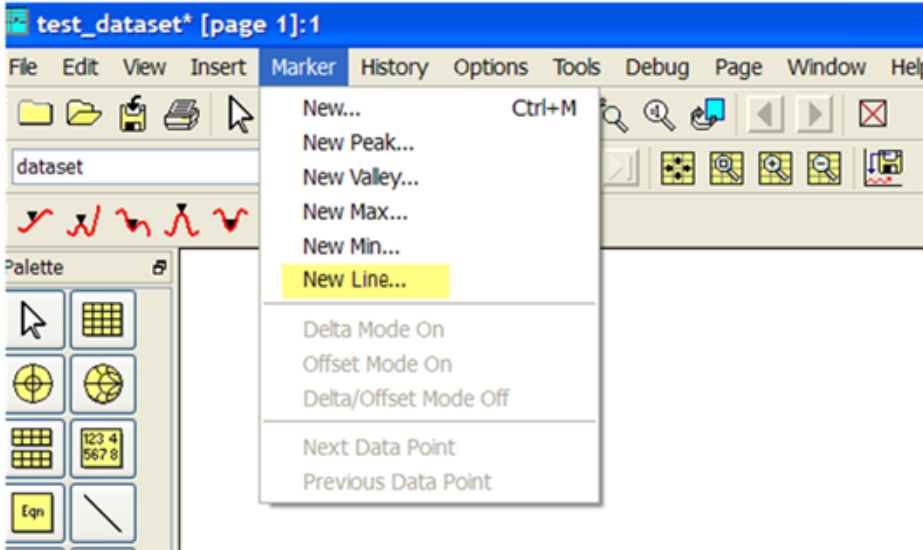 test_dataset* [page 1]:1
File Edit View Insert Marker History Options Tools Debug Page Window Help
dataset
New... Ctrl+M
New Peak...
New Valley...
New Max...
New Min...
New Line...
Delta Mode On
Offset Mode On
Delta/Offset Mode Off
Next Data Point
Previous Data Point
Palette
123 4
567 8
Eqn